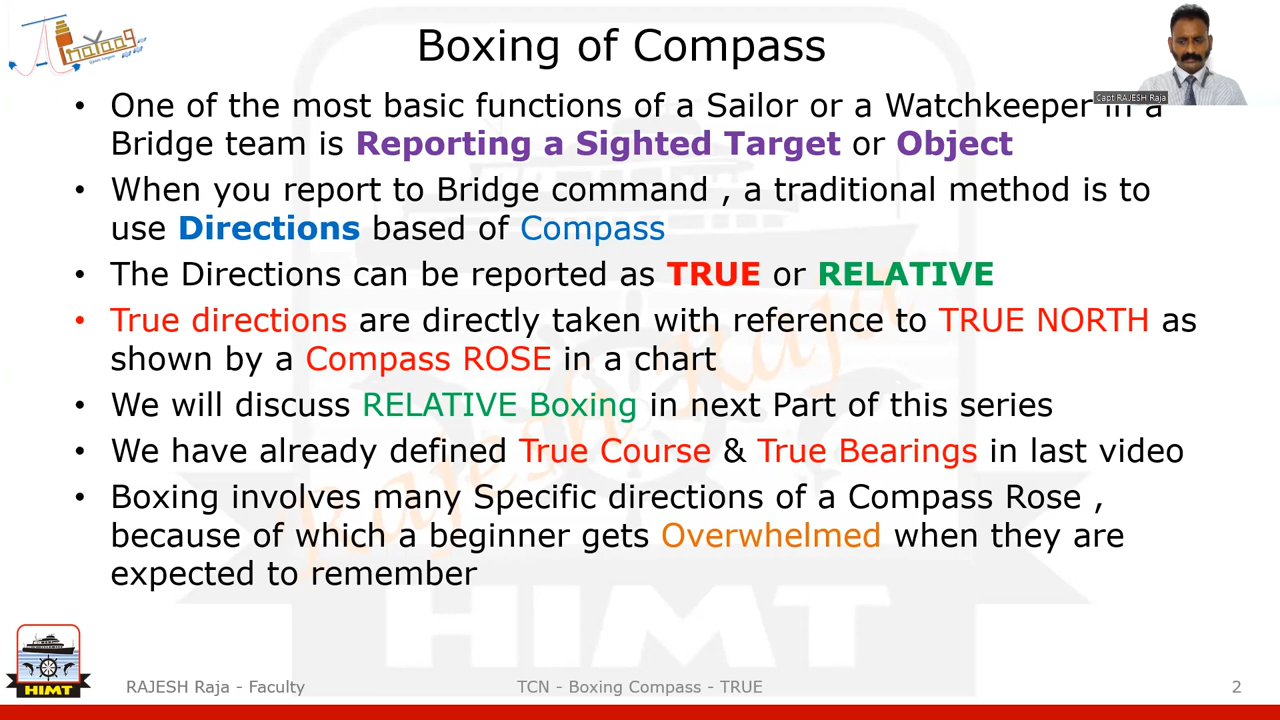 Boxing of Compass
Capt RAJESH Raja
• One of the most basic functions of a Sailor or a Watchkeeper in a
Bridge team is Reporting a Sighted Target or Object
• When you report to Bridge command , a traditional method is to
use Directions based of Compass
• The Directions can be reported as TRUE or RELATIVE
• True directions are directly taken with reference to TRUE NORTH as
shown by a Compass ROSE in a chart
• We will discuss RELATIVE Boxing in next Part of this series
• We have already defined True Course & True Bearings in last video
• Boxing involves many Specific directions of a Compass Rose ,
because of which a beginner gets Overwhelmed when they are
expected to remember
Rajesh Raja
HIMT
HIMT
RAJESH Raja - Faculty
TCN - Boxing Compass - TRUE
2